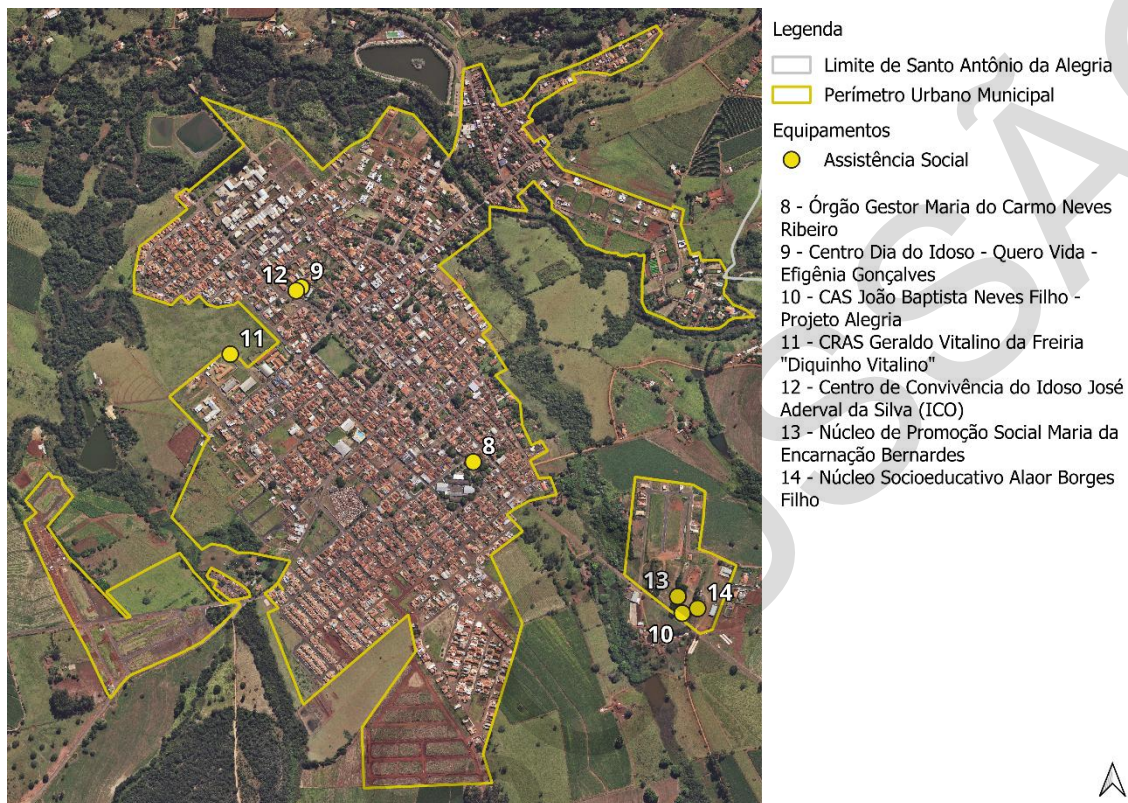 Legenda
Limite de Santo Antônio da Alegria
Perímetro Urbano Municipal
Equipamentos
Assistência Social
8 - Órgão Gestor Maria do Carmo Neves
Ribeiro
9 - Centro Dia do Idoso - Quero Vida -
Efigênia Gonçalves
10 - CAS João Baptista Neves Filho -
Projeto Alegria
11 - CRAS Geraldo Vitalino da Freiria
"Diquinho Vitalino"
12 - Centro de Convivência do Idoso José
Aderval da Silva (ICO)
13 - Núcleo de Promoção Social Maria da
Encarnação Bernardes
14 - Núcleo Socioeducativo Alaor Borges
Filho
12 9
11
8
13
14
10
USSÃ